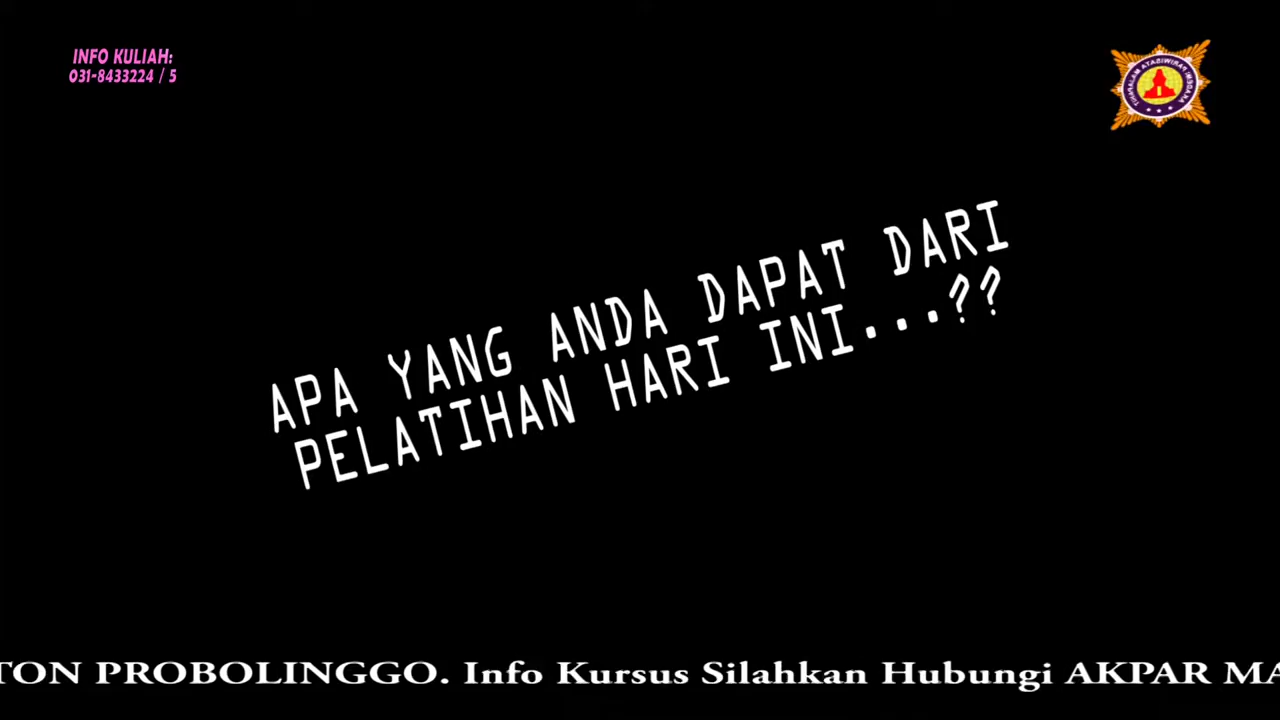 INFO KULIAH:
031-8433224 / 5
APA YANG ANDA DAPAT DARI
PELATIHAN HARI INI...??
TON PROBOLINGGO. Info Kursus Silahkan Hubungi AKPAR MA